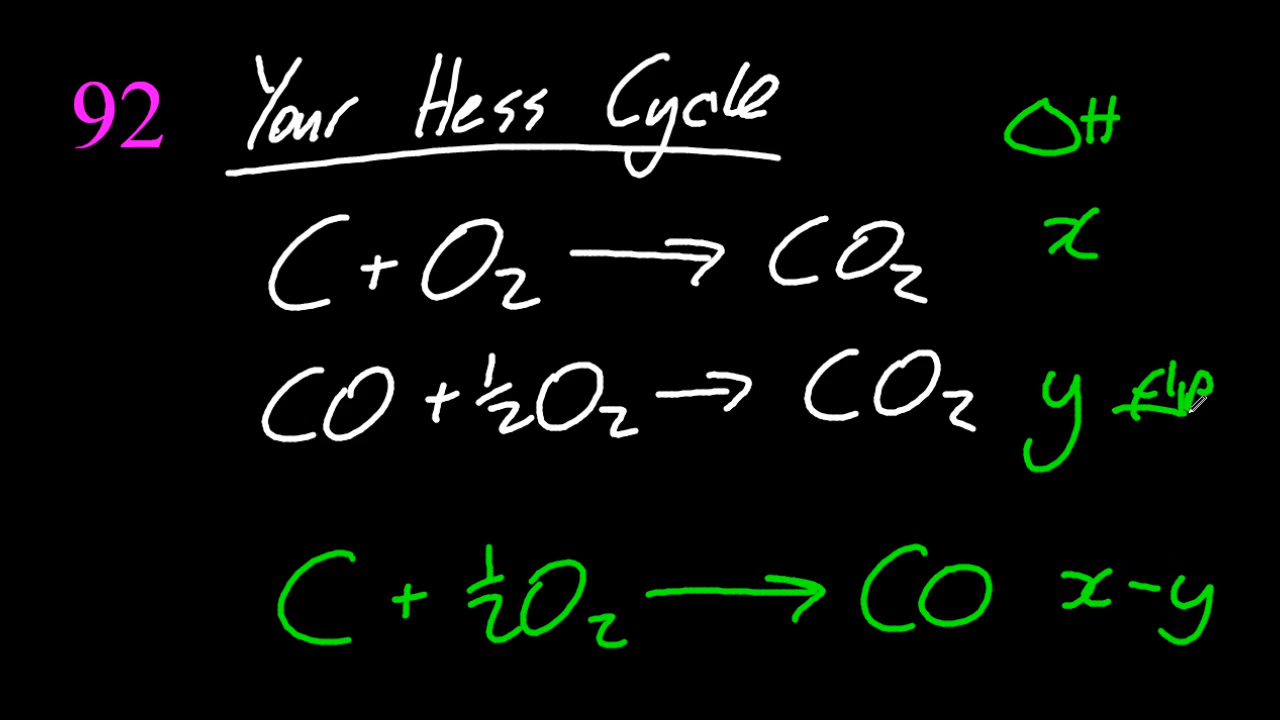 92 Your Hess Cycle
ΔH
C + O₂ → CO₂ x
CO + ½O₂ → CO₂ y flip
C + ½O₂ → CO x - y